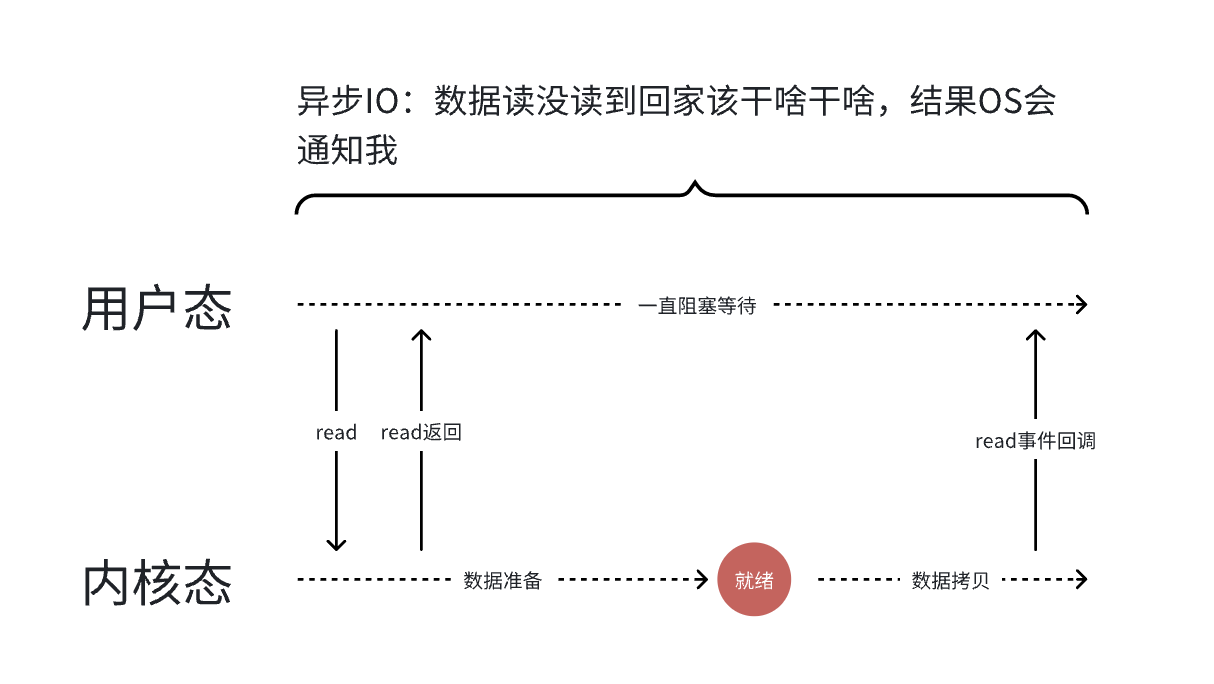 异步IO：数据读没读到回家该干啥干啥，结果OS会
通知我
用户态
一直阻塞等待
read
read返回
read事件回调
内核态
数据准备
就绪
数据拷贝